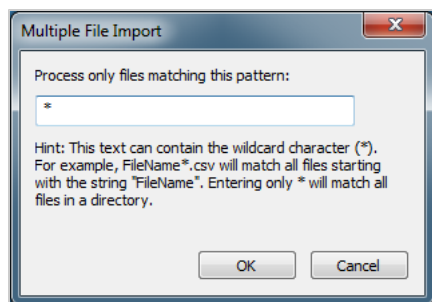 Multiple File Import
Process only files matching this pattern:
*
Hint: This text can contain the wildcard character (*).
For example, FileName*.csv will match all files starting
with the string "FileName". Entering only * will match all
files in a directory.
OK Cancel